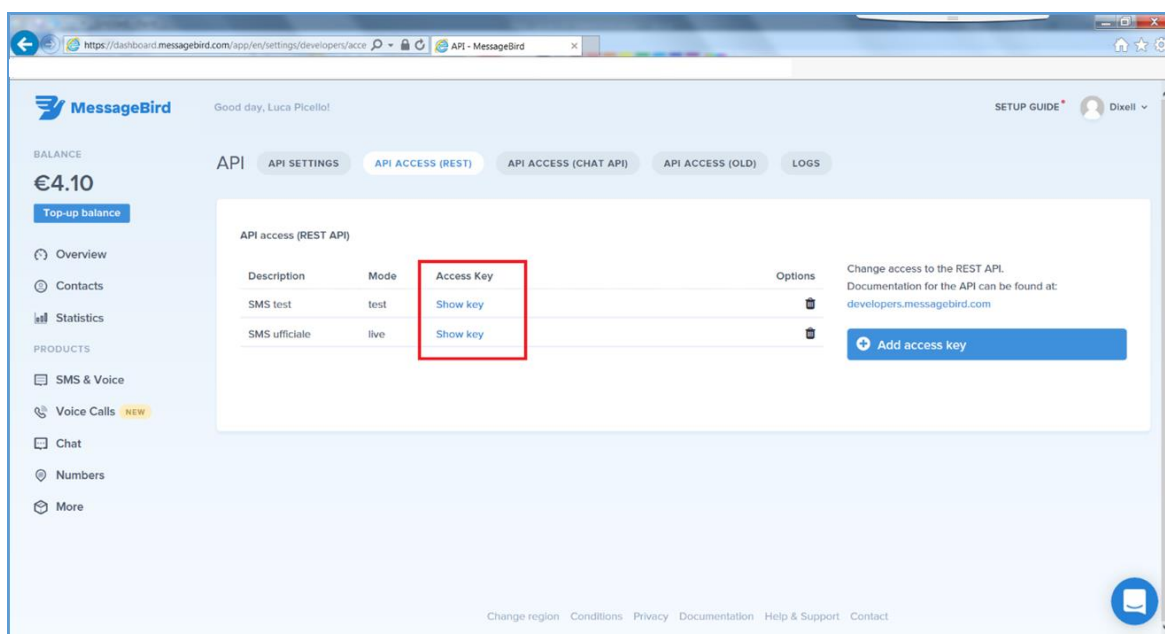 https://dashboard.messagebird.com/app/en/settings/developers/acce
API - MessageBird
MessageBird
Good day, Luca Picello!
SETUP GUIDE
Dixell
BALANCE
€4.10
Top-up balance
Overview
Contacts
Statistics
PRODUCTS
SMS & Voice
Voice Calls NEW
Chat
Numbers
More
API
API SETTINGS
API ACCESS (REST)
API ACCESS (CHAT API)
API ACCESS (OLD)
LOGS
API access (REST API)
Description Mode Access Key Options
SMS test test Show key
SMS ufficiale live Show key
Change access to the REST API.
Documentation for the API can be found at:
developers.messagebird.com
Add access key
Change region Conditions Privacy Documentation Help & Support Contact